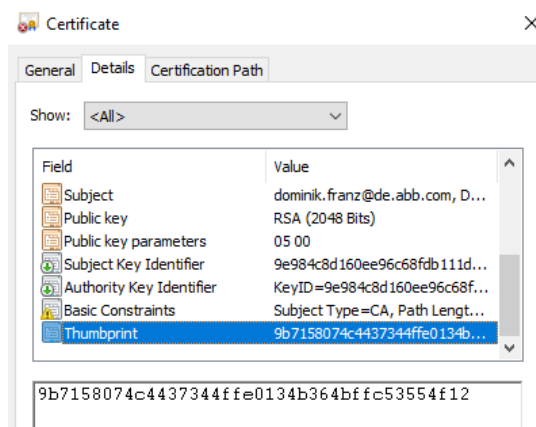 Certificate
General Details Certification Path
Show: <All>
Field Value
Subject dominik.franz@de.abb.com, D...
Public key RSA (2048 Bits)
Public key parameters 05 00
Subject Key Identifier 9e984c8d160ee96c68fdb111d...
Authority Key Identifier KeyID=9e984c8d160ee96c68f...
Basic Constraints Subject Type=CA, Path Lengt...
Thumbprint 9b7158074c4437344ffe0134b...
9b7158074c4437344ffe0134b364bffc53554f12